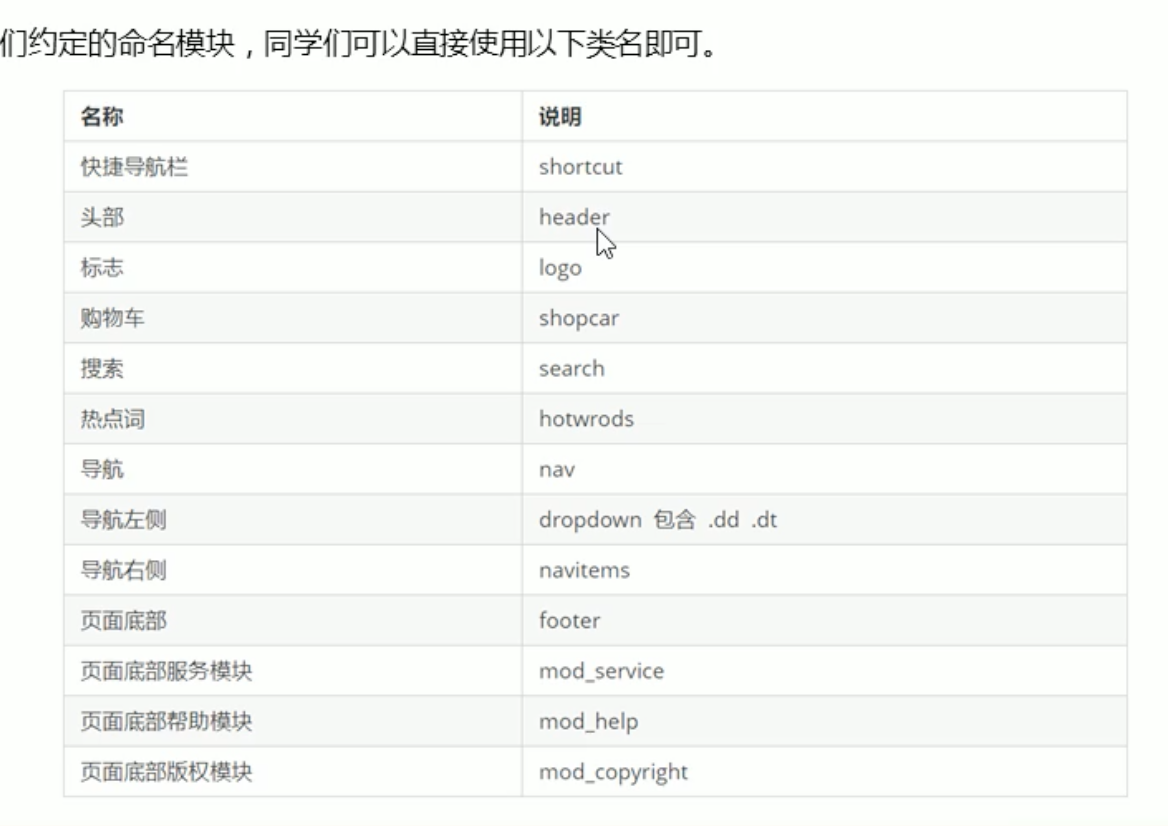 们约定的命名模块，同学们可以直接使用以下类名即可。
名称 说明
快捷导航栏 shortcut
头部 header
标志 logo
购物车 shopcar
搜索 search
热点词 hotwrods
导航 nav
导航左侧 dropdown 包含 .dd .dt
导航右侧 navitems
页面底部 footer
页面底部服务模块 mod_service
页面底部帮助模块 mod_help
页面底部版权模块 mod_copyright